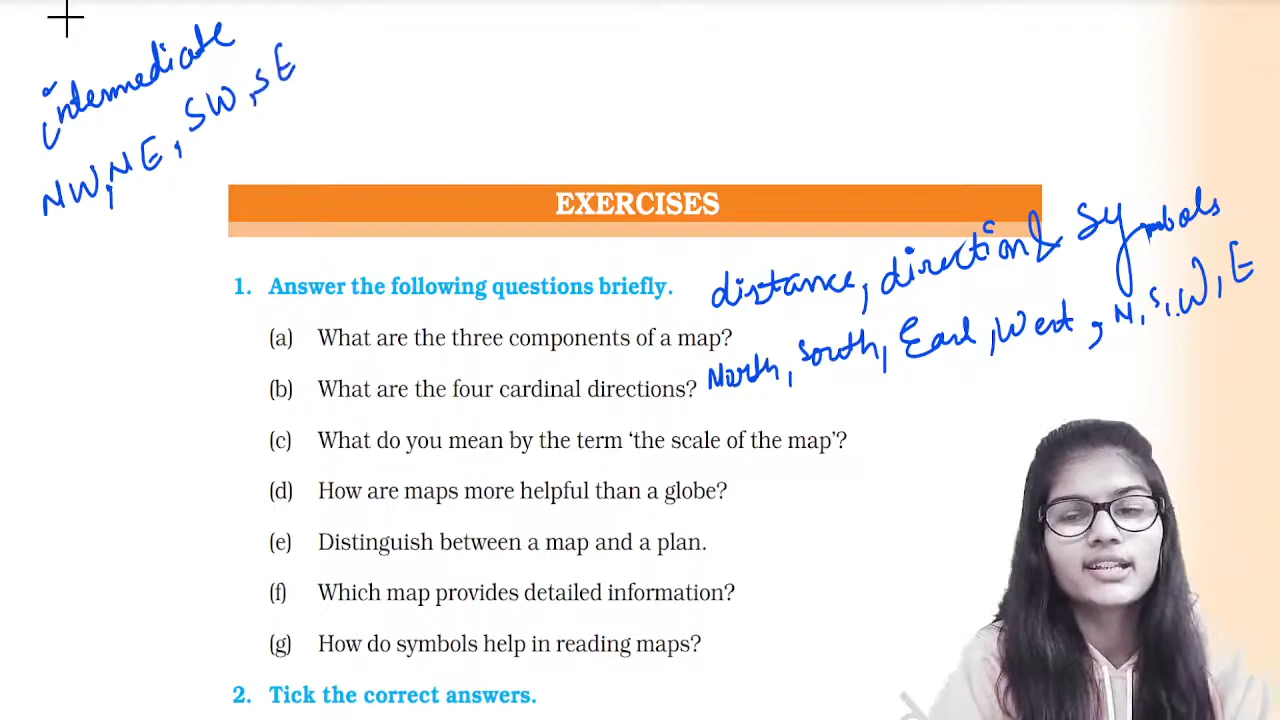 intermediate
NW, NE, SW, SE
EXERCISES
distance, direction & Symbols
1. Answer the following questions briefly.
(a) What are the three components of a map?
North, South, East, West, N, S, W, E
(b) What are the four cardinal directions?
(c) What do you mean by the term ‘the scale of the map’?
(d) How are maps more helpful than a globe?
(e) Distinguish between a map and a plan.
(f) Which map provides detailed information?
(g) How do symbols help in reading maps?
2. Tick the correct answers.